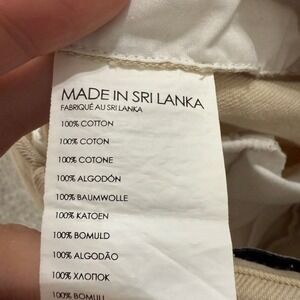 MADE IN SRI LANKA
FABRIQUÉ AU SRI LANKA
100% COTTON
100% COTON
100% COTONE
100% ALGODÓN
100% BAUMWOLLE
100% KATOEN
100% BOMULD
100% ALGODÃO
100% ХЛОПОК
100% BOMULL